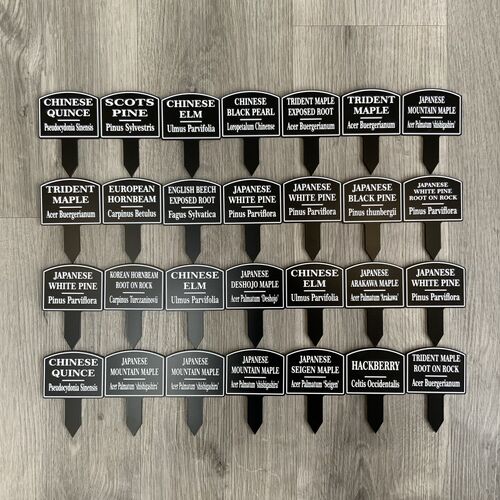 CHINESE
QUINCE
Pseudocydonia Sinensis
SCOTS
PINE
Pinus Sylvestris
CHINESE
ELM
Ulmus Parvifolia
CHINESE
BLACK PEARL
Loropetalum Chinense
TRIDENT MAPLE
EXPOSED ROOT
Acer Buergerianum
TRIDENT
MAPLE
Acer Buergerianum
JAPANESE
MOUNTAIN MAPLE
Acer Palmatum 'shishigashira'
TRIDENT
MAPLE
Acer Buergerianum
EUROPEAN
HORNBEAM
Carpinus Betulus
ENGLISH BEECH
EXPOSED ROOT
Fagus Sylvatica
JAPANESE
WHITE PINE
Pinus Parviflora
JAPANESE
WHITE PINE
Pinus Parviflora
JAPANESE
BLACK PINE
Pinus thunbergii
JAPANESE
WHITE PINE
ROOT ON ROCK
Pinus Parviflora
JAPANESE
WHITE PINE
Pinus Parviflora
KOREAN HORNBEAM
ROOT ON ROCK
Carpinus Turczaninovii
CHINESE
ELM
Ulmus Parvifolia
JAPANESE
DESHOJO MAPLE
Acer Palmatum 'Deshojo'
CHINESE
ELM
Ulmus Parvifolia
JAPANESE
ARAKAWA MAPLE
Acer Palmatum 'Arakawa'
JAPANESE
WHITE PINE
Pinus Parviflora
CHINESE
QUINCE
Pseudocydonia Sinensis
JAPANESE
MOUNTAIN MAPLE
Acer Palmatum 'shishigashira'
JAPANESE
MOUNTAIN MAPLE
Acer Palmatum 'shishigashira'
JAPANESE
MOUNTAIN MAPLE
Acer Palmatum 'shishigashira'
JAPANESE
SEIGEN MAPLE
Acer Palmatum 'Seigen'
HACKBERRY
Celtis Occidentalis
TRIDENT MAPLE
ROOT ON ROCK
Acer Buergerianum